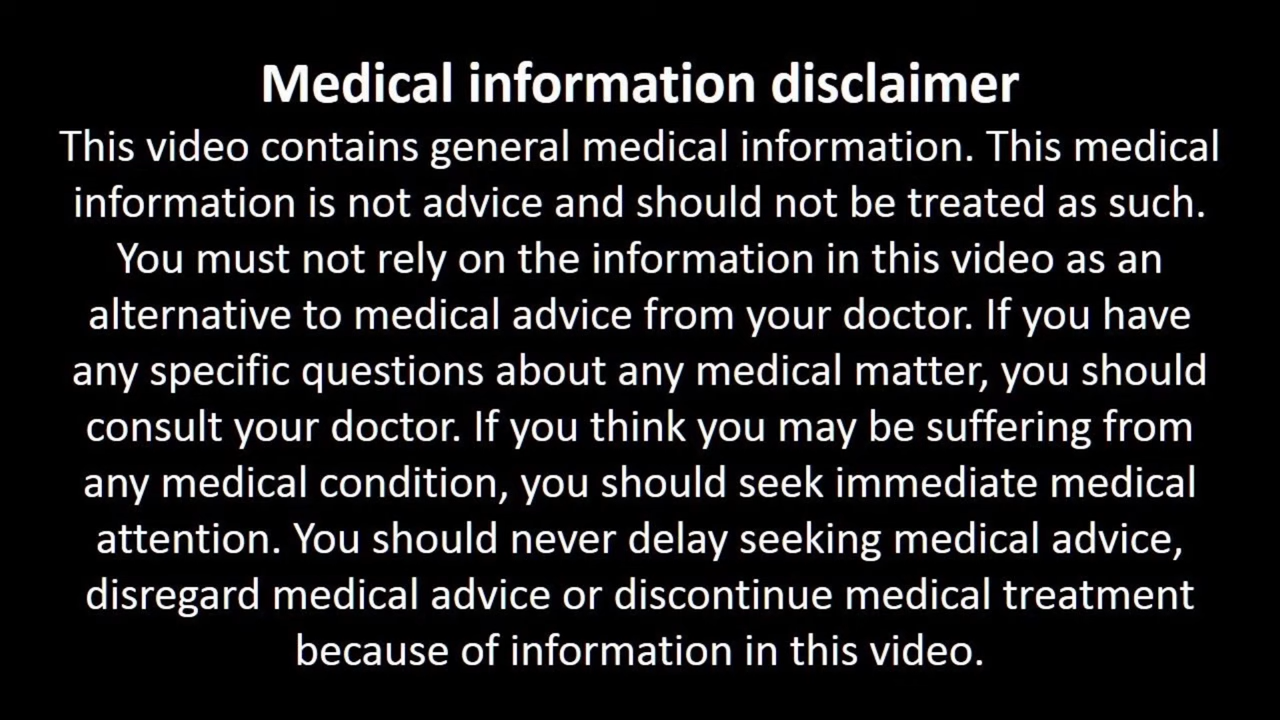 Medical information disclaimer
This video contains general medical information. This medical
information is not advice and should not be treated as such.
You must not rely on the information in this video as an
alternative to medical advice from your doctor. If you have
any specific questions about any medical matter, you should
consult your doctor. If you think you may be suffering from
any medical condition, you should seek immediate medical
attention. You should never delay seeking medical advice,
disregard medical advice or discontinue medical treatment
because of information in this video.